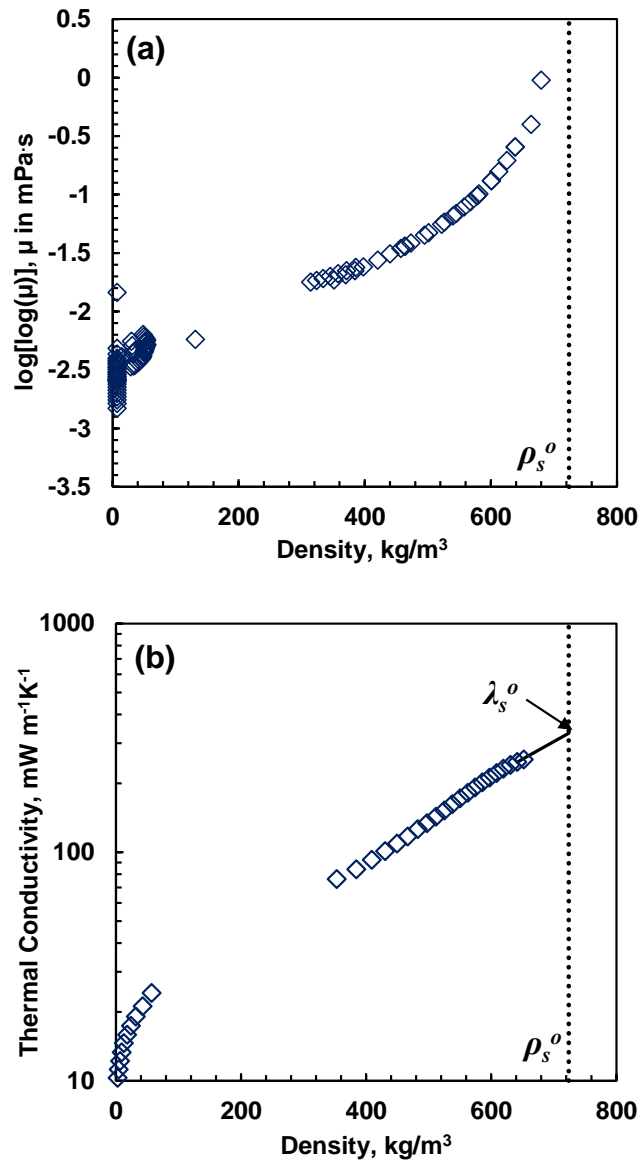 (a)
log[log(μ)], μ in mPa·s
0.5
0
-0.5
-1
-1.5
-2
-2.5
-3
-3.5
ρₛᵒ
0 200 400 600 800
Density, kg/m³
(b)
Thermal Conductivity, mW m⁻¹K⁻¹
1000
100
10
λₛᵒ
ρₛᵒ
0 200 400 600 800
Density, kg/m³